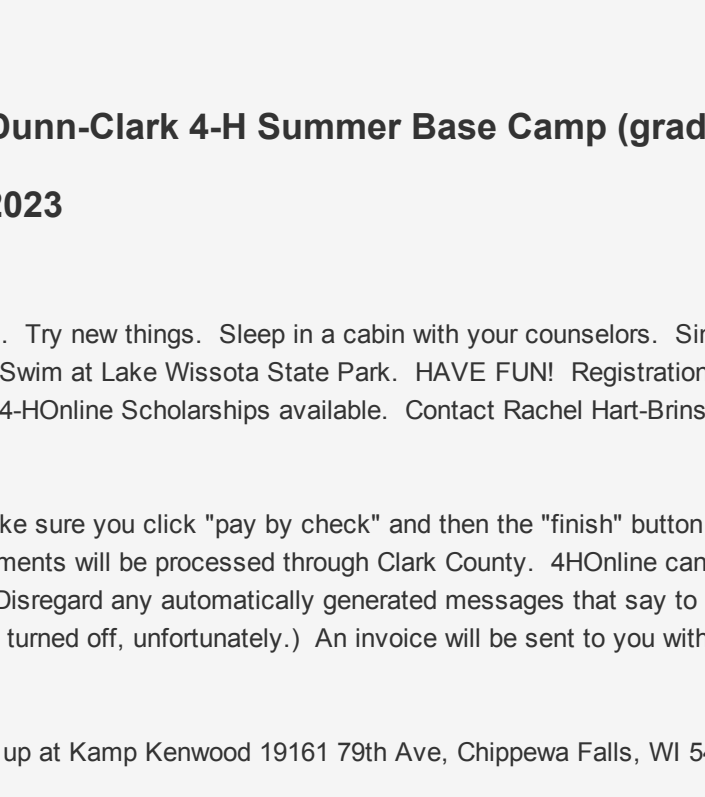 Dunn-Clark 4-H Summer Base Camp (grad
2023
. Try new things. Sleep in a cabin with your counselors.
Swim at Lake Wissota State Park. HAVE FUN! Registration
4-HOnline Scholarships available. Contact Rachel Hart-Brins
ke sure you click "pay by check" and then the "finish" button
ments will be processed through Clark County. 4HOnline can
Disregard any automatically generated messages that say to
turned off, unfortunately.) An invoice will be sent to you with
up at Kamp Kenwood 19161 79th Ave, Chippewa Falls, WI 54